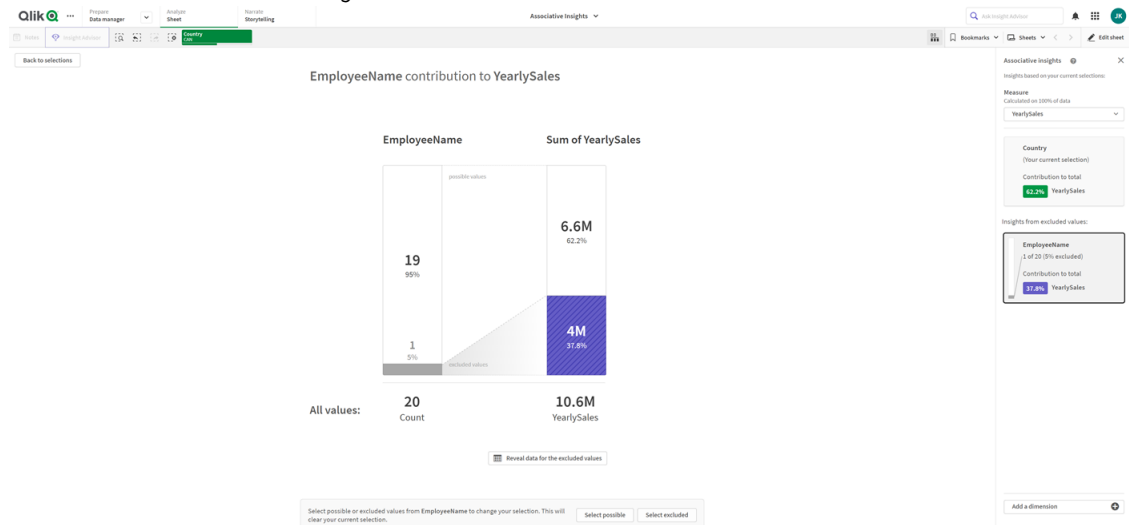 Qlik
Prepare
Data manager
Analyze
Sheet
Narrate
Storytelling
Associative Insights
Ask Insight Advisor
JK
Notes
Insight Advisor
Country
CAN
Bookmarks
Sheets
Edit sheet
Back to selections
EmployeeName contribution to YearlySales
EmployeeName
Sum of YearlySales
possible values
6.6M
62.2%
19
95%
4M
37.8%
1
5%
excluded values
All values:
20
Count
10.6M
YearlySales
Reveal data for the excluded values
Select possible or excluded values from EmployeeName to change your selection. This will
clear your current selection.
Select possible
Select excluded
Associative insights
Insights based on your current selections:
Measure
Calculated on 100% of data
YearlySales
Country
(Your current selection)
Contribution to total
62.2% YearlySales
Insights from excluded values:
EmployeeName
1 of 20 (5% excluded)
Contribution to total
37.8% YearlySales
Add a dimension